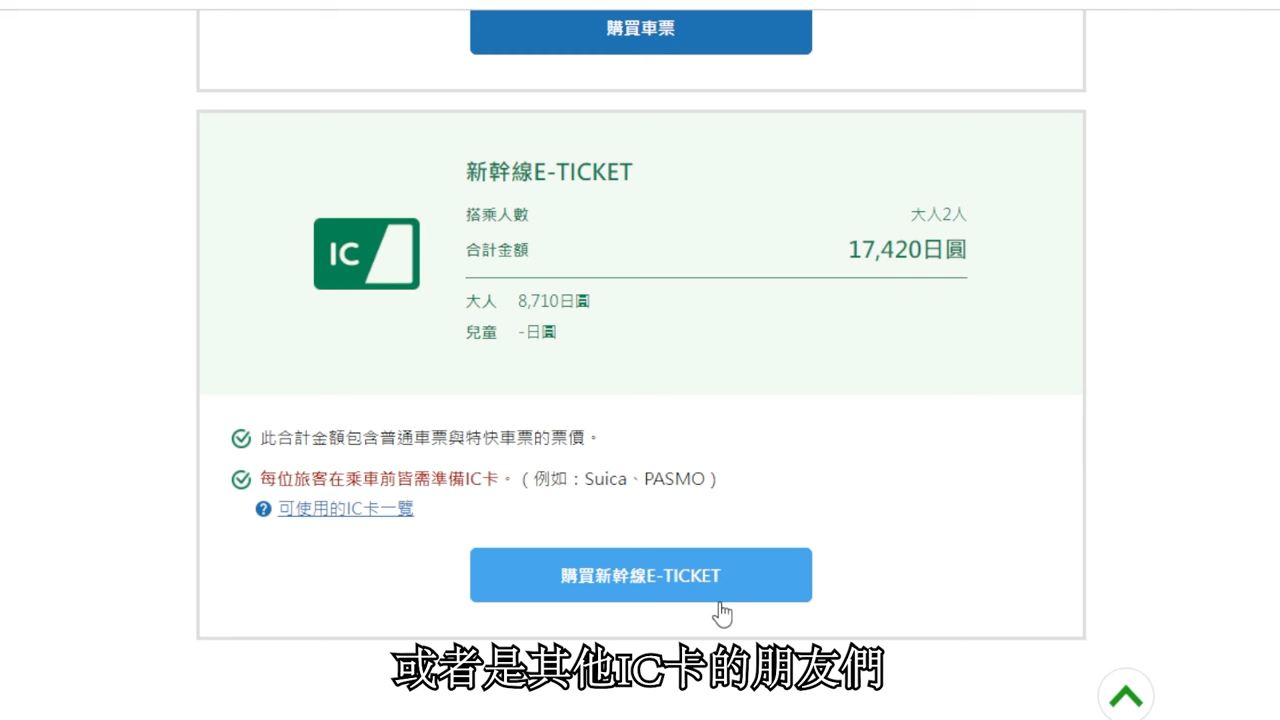 購買車票
新幹線E-TICKET
搭乘人數 大人2人
合計金額 17,420日圓
IC
大人 8,710日圓
兒童 -日圓
此合計金額包含普通車票與特快車票的票價。
每位旅客在乘車前皆需準備IC卡。(例如：Suica、PASMO)
? 可使用的IC卡一覽
購買新幹線E-TICKET
或者是其他IC卡的朋友們